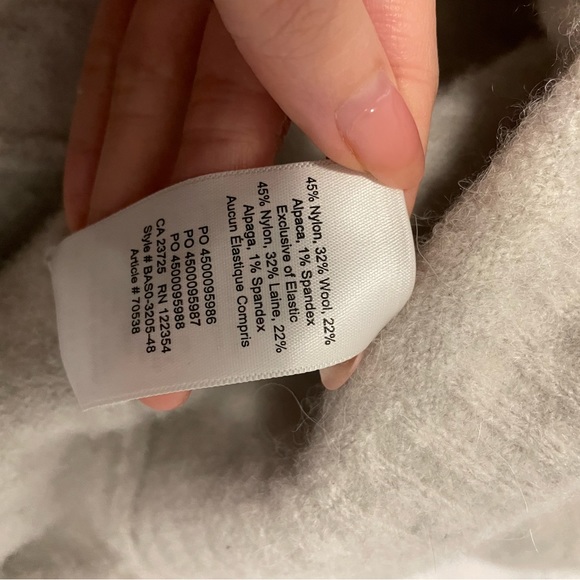 45% Nylon, 32% Wool, 22%
Alpaca, 1% Spandex
Exclusive of Elastic
45% Nylon, 32% Laine, 22%
Alpaga, 1% Spandex
Aucun Élastique Compris
PO 4500095986
PO 4500095987
PO 4500095988
CA 23725 RN 122354
Style# BAS0-3205-48
Article # 70538